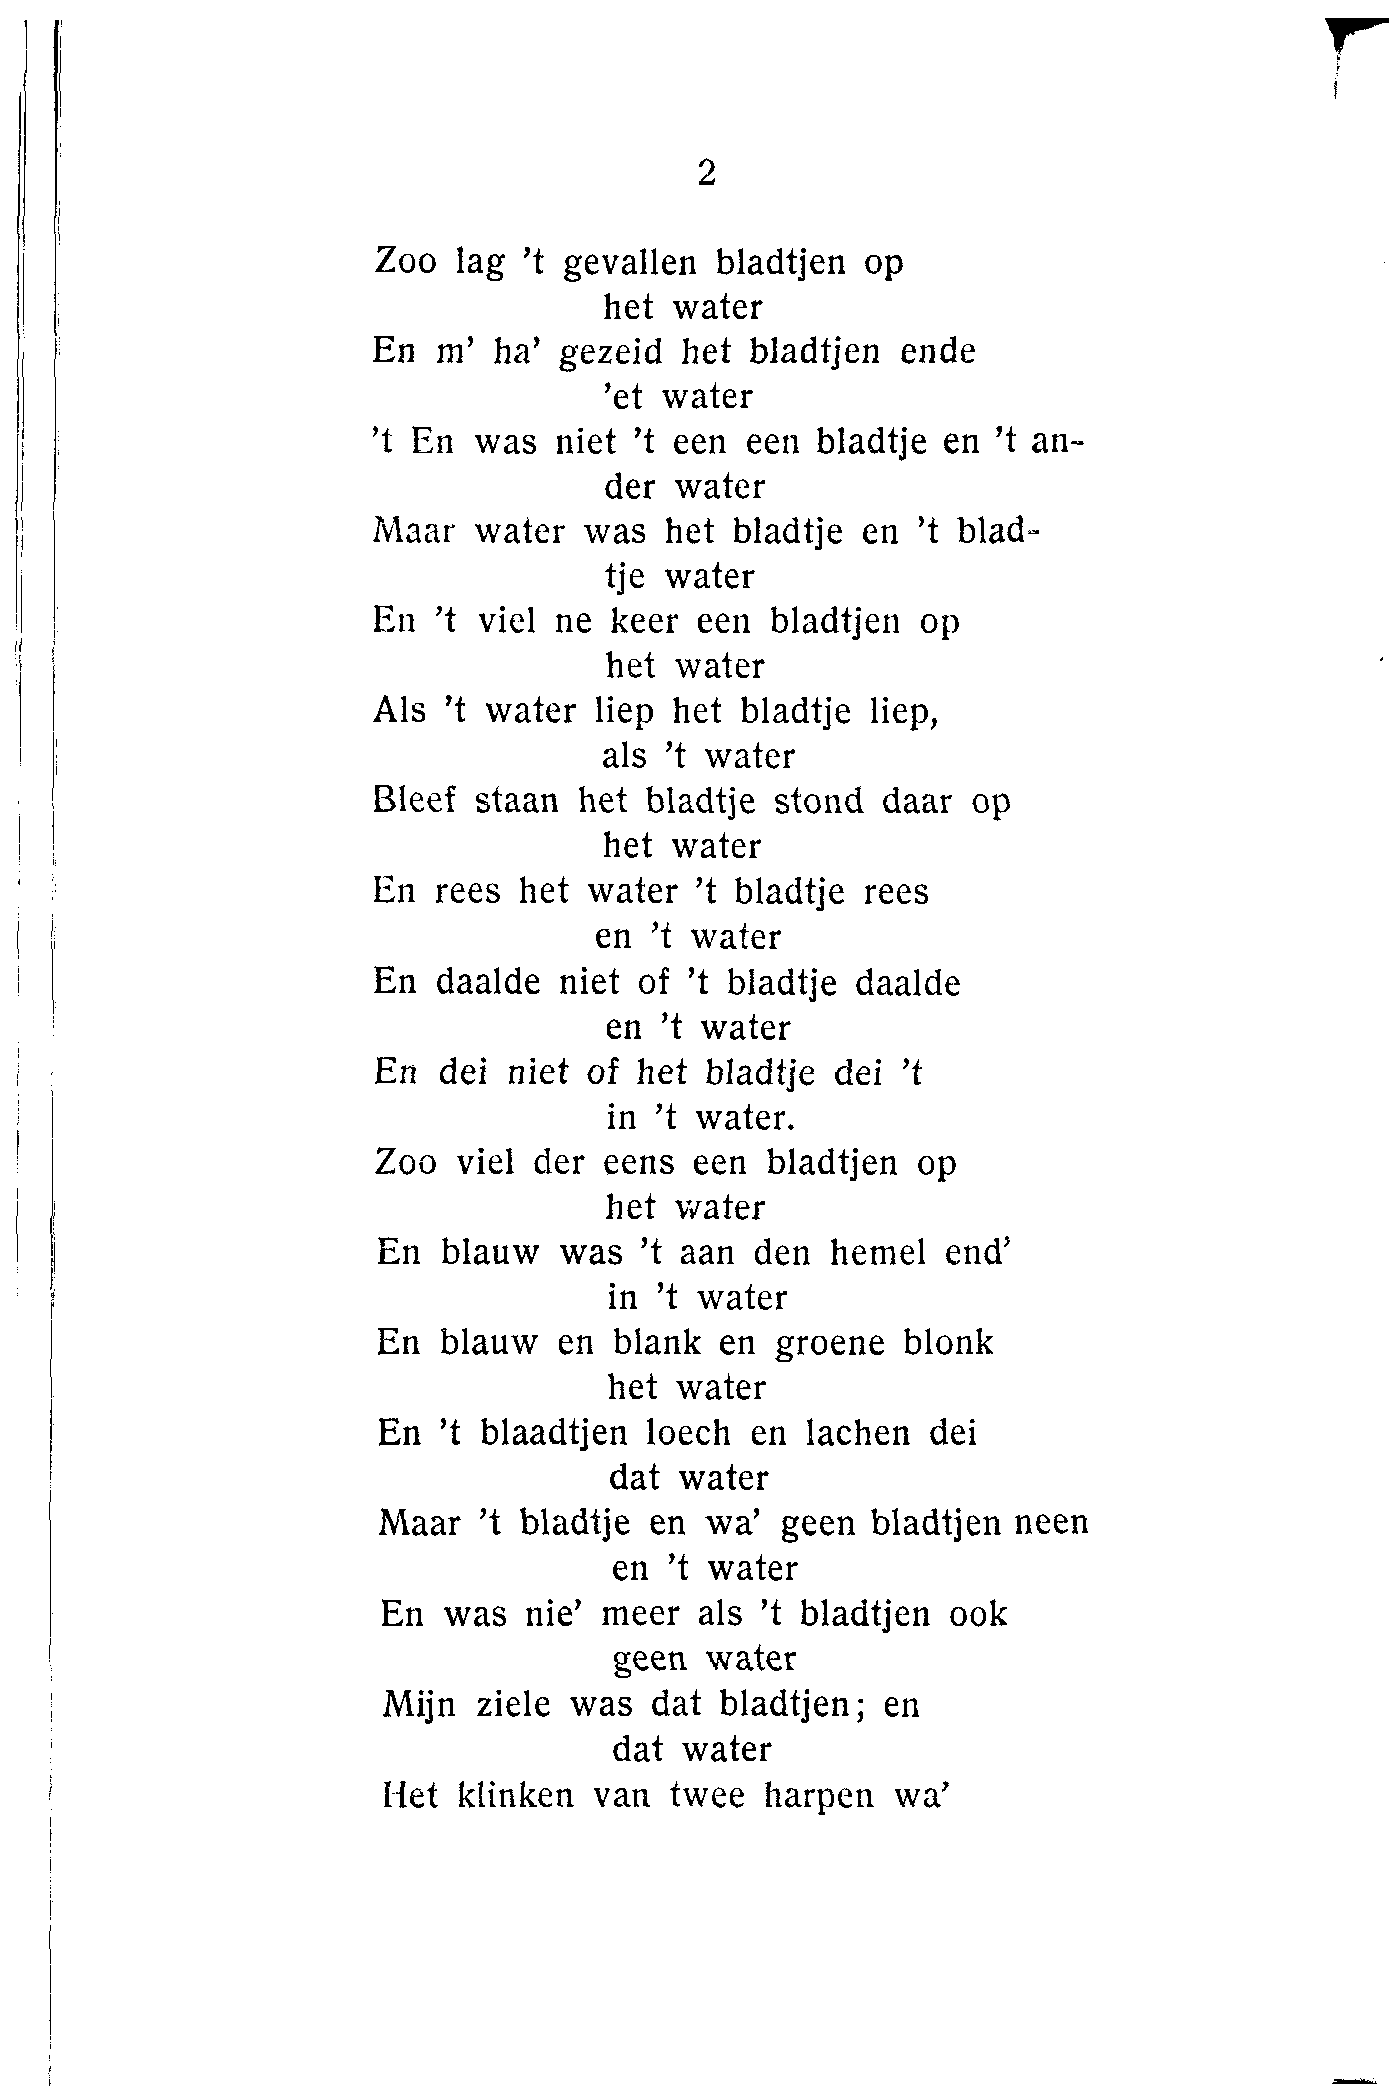 2
Zoo lag 't gevallen bladtjen op
het water
En m' ha' gezeid het bladtjen ende
'et water
't En was niet 't een een bladtje en 't an-
der water
Maar water was het bladtje en 't blad-
tje water
En 't viel ne keer een bladtjen op
het water
Als 't water liep het bladtje liep,
als 't water
Bleef staan het bladtje stond daar op
het water
En rees het water 't bladtje rees
en 't water
En daalde niet of 't bladtje daalde
en 't water
En dei niet of het bladtje dei 't
in 't water.
Zoo viel der eens een bladtjen op
het water
En blauw was 't aan den hemel end'
in 't water
En blauw en blank en groene blonk
het water
En 't blaadtjen loech en lachen dei
dat water
Maar 't bladtje en wa' geen bladtjen neen
en 't water
En was nie' meer als 't bladtjen ook
geen water
Mijn ziele was dat bladtjen; en
dat water
Het klinken van twee harpen wa'